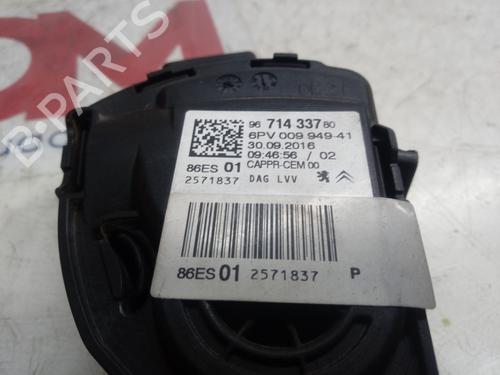 B-PARTS
96 714 337 80
6PV 009 949-41
30.09.2016
09:46:56 / 02
86ES 01 CAPPR-CEM 00
2571837 DAG LVV
86ES 01 2571837 P